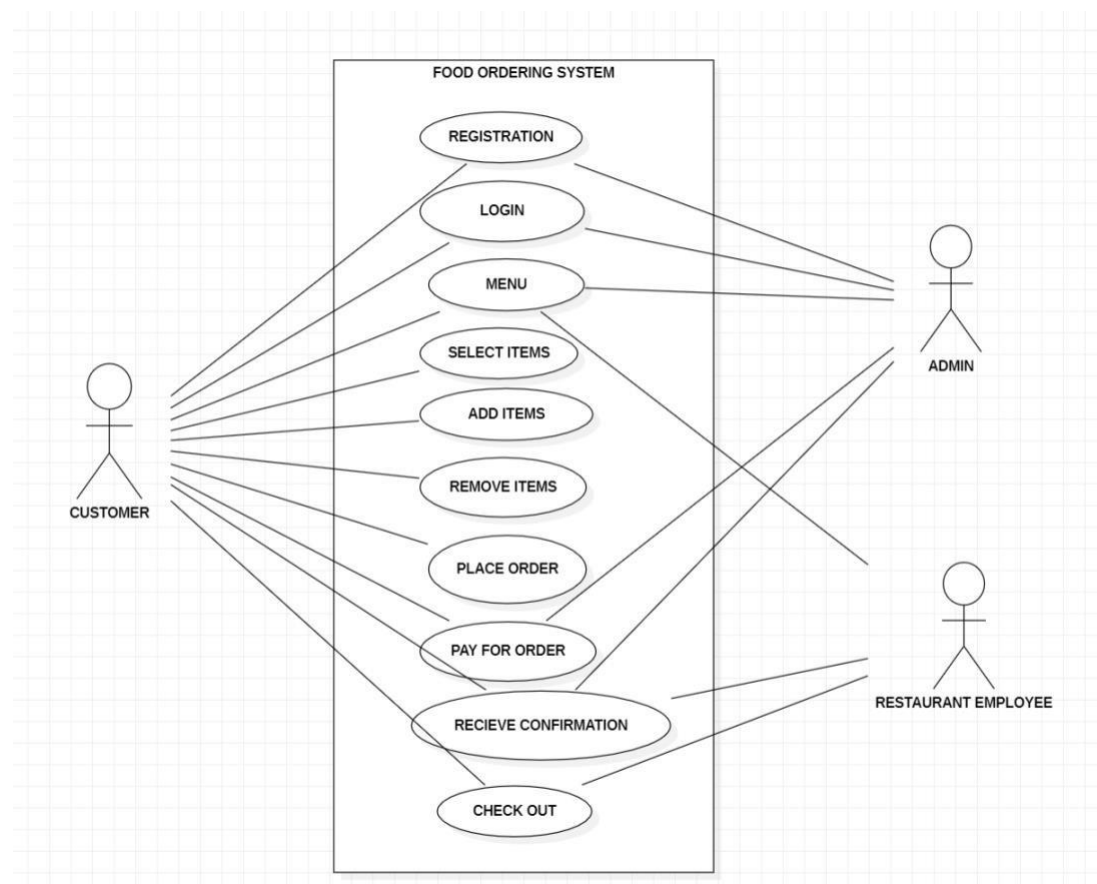 FOOD ORDERING SYSTEM
REGISTRATION
LOGIN
MENU
SELECT ITEMS
ADD ITEMS
REMOVE ITEMS
PLACE ORDER
PAY FOR ORDER
RECIEVE CONFIRMATION
CHECK OUT
CUSTOMER
ADMIN
RESTAURANT EMPLOYEE